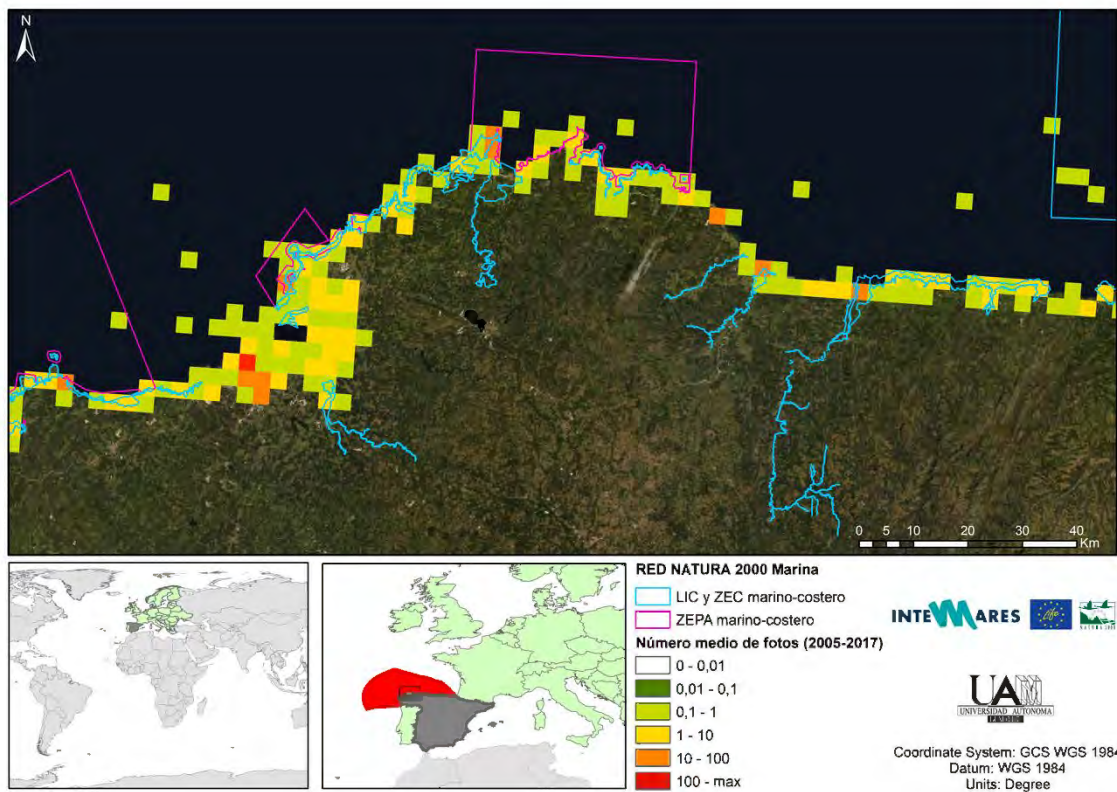 N
0 5 10 20 30 40
Km
RED NATURA 2000 Marina
LIC y ZEC marino-costero
ZEPA marino-costero
Número medio de fotos (2005-2017)
0 - 0,01
0,01 - 0,1
0,1 - 1
1 - 10
10 - 100
100 - max
INTEMARES
UAM
UNIVERSIDAD AUTONOMA
Coordinate System: GCS WGS 1984
Datum: WGS 1984
Units: Degree